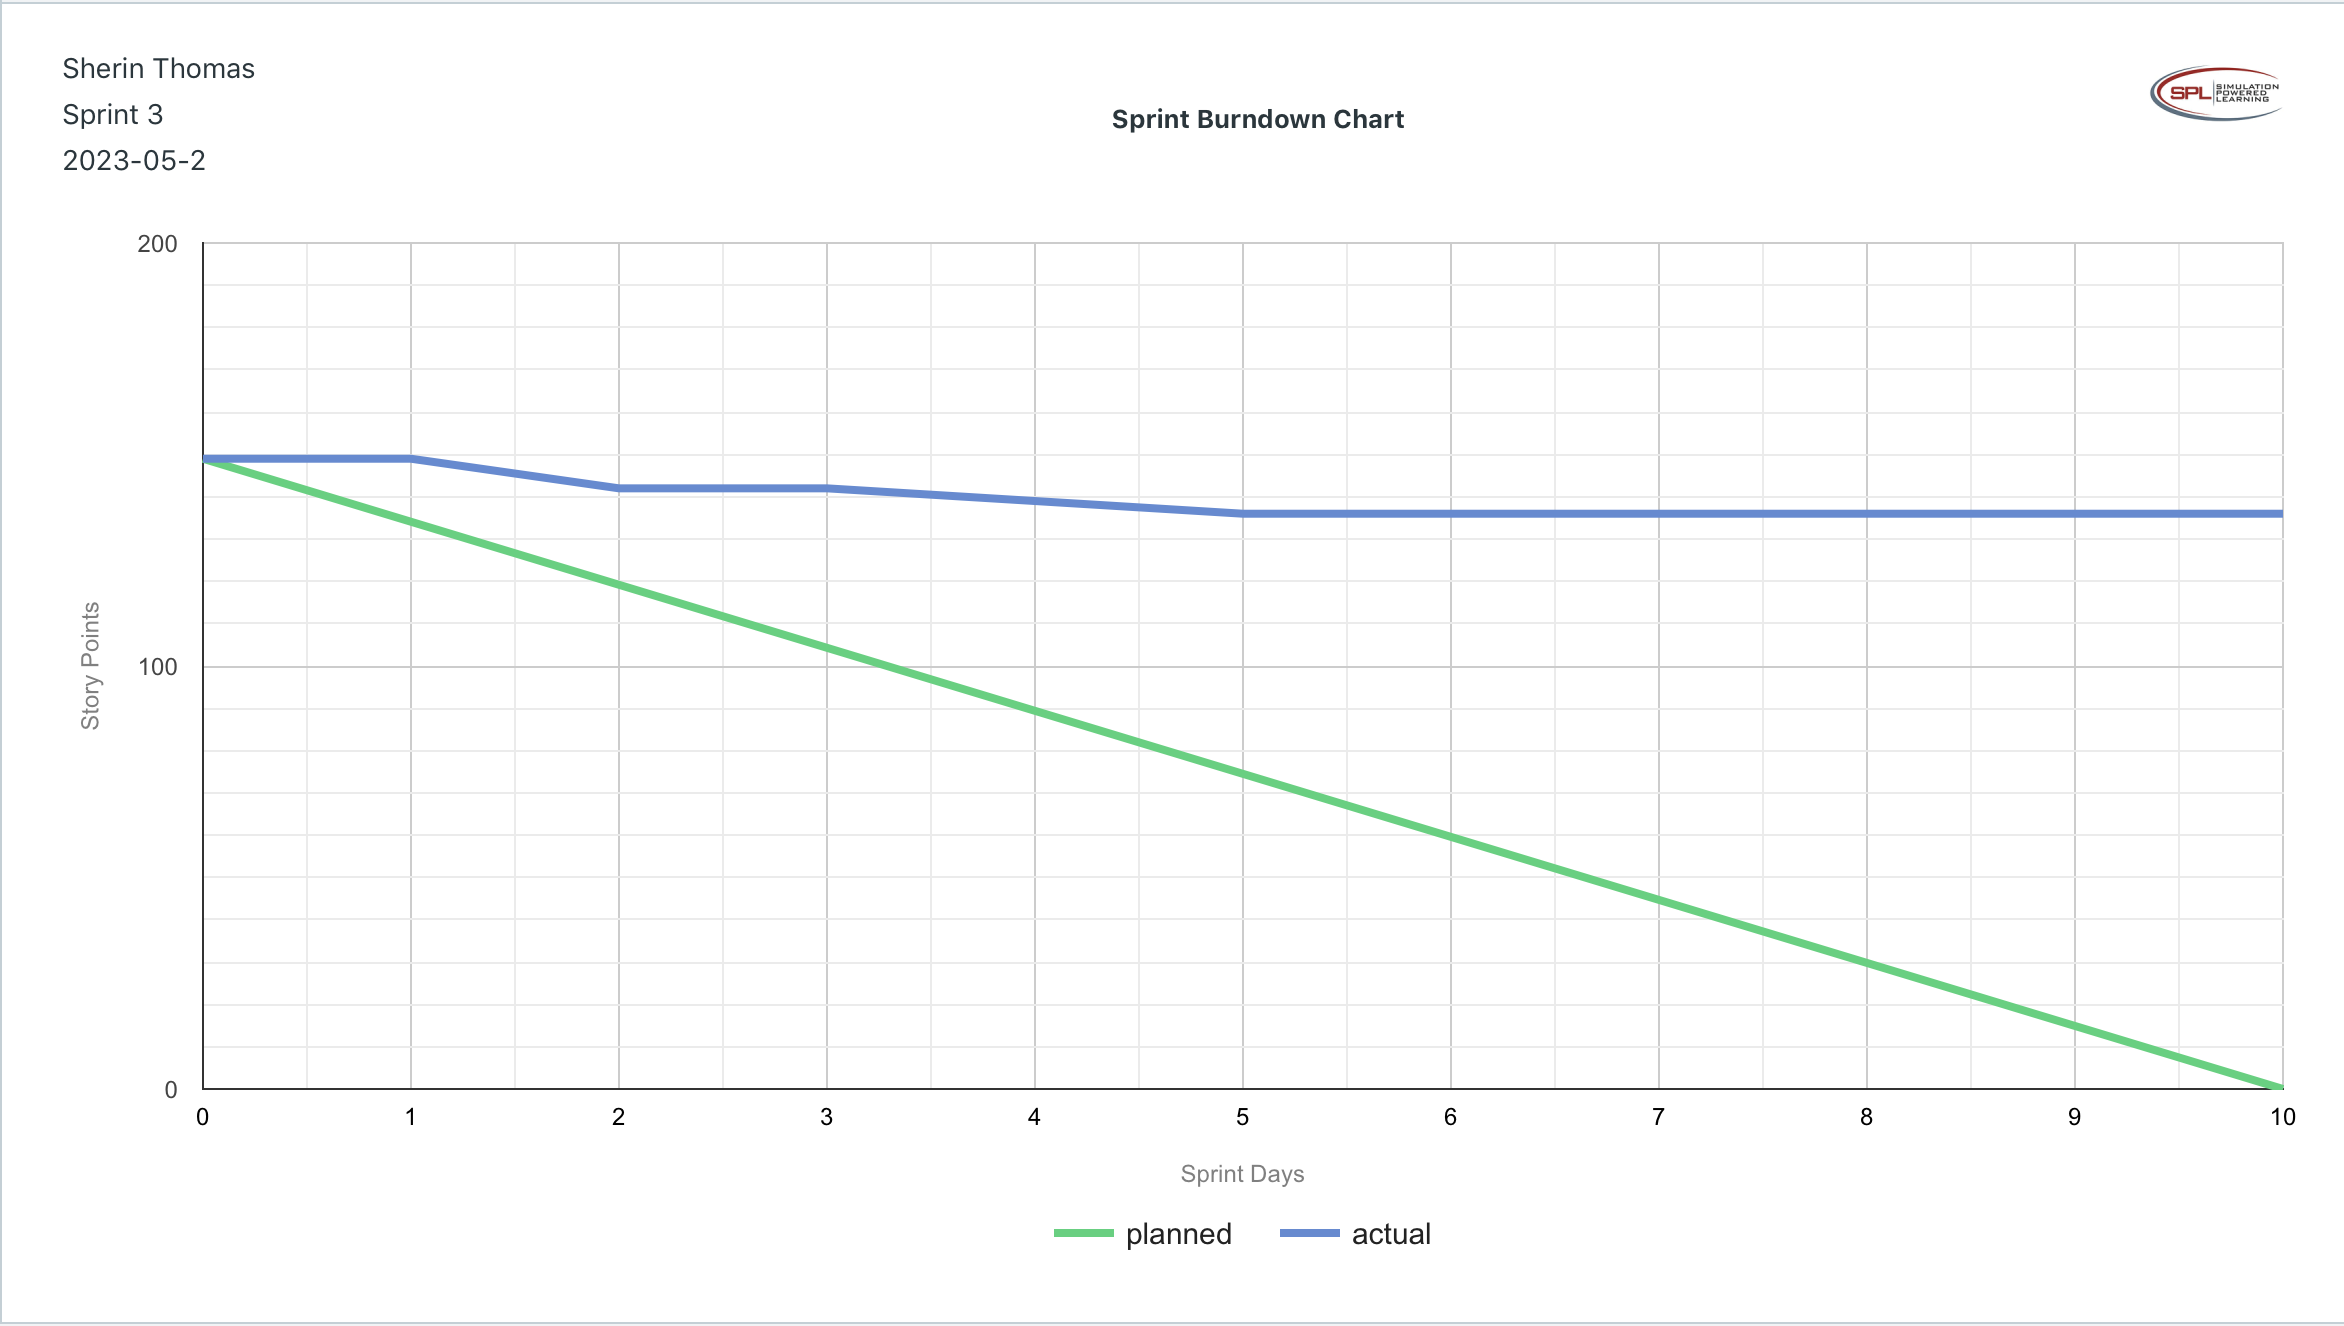 Sherin Thomas
Sprint 3
2023-05-2
Sprint Burndown Chart
SPL
SIMULATION
POWERED
LEARNING
200
100
0
Story Points
0 1 2 3 4 5 6 7 8 9 10
Sprint Days
planned actual